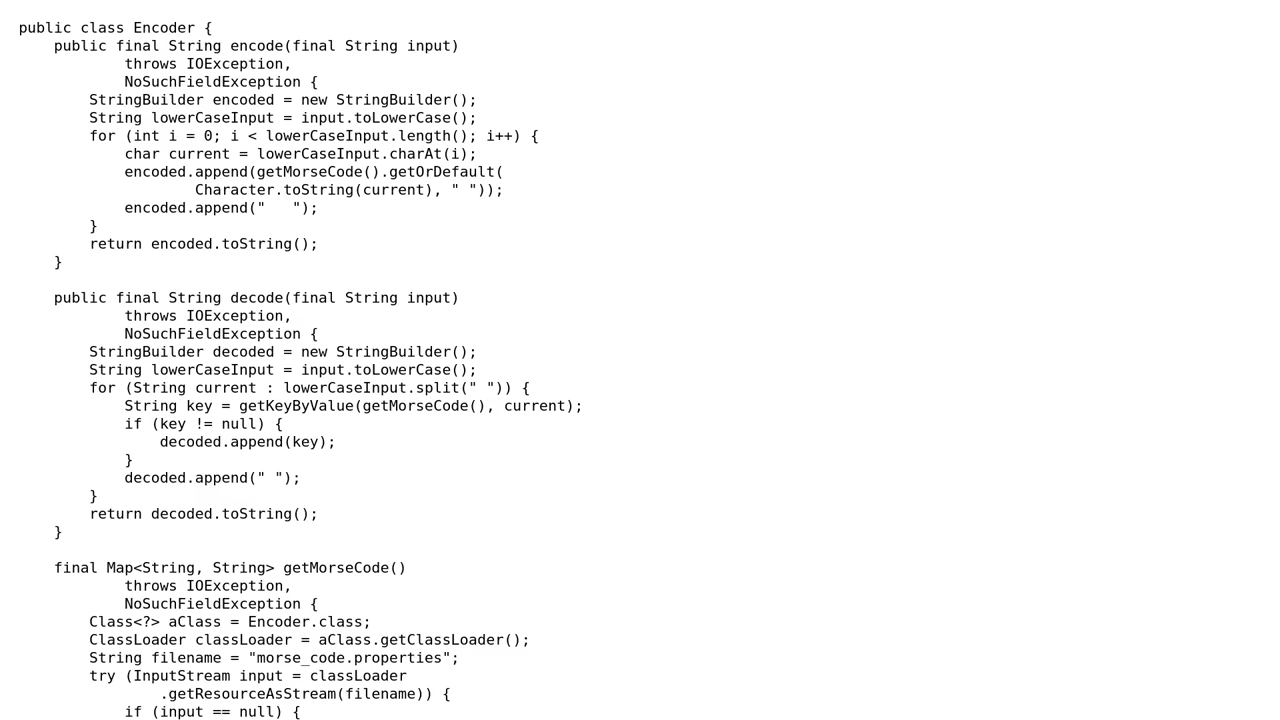 public class Encoder {
    public final String encode(final String input)
            throws IOException,
            NoSuchFieldException {
        StringBuilder encoded = new StringBuilder();
        String lowerCaseInput = input.toLowerCase();
        for (int i = 0; i < lowerCaseInput.length(); i++) {
            char current = lowerCaseInput.charAt(i);
            encoded.append(getMorseCode().getOrDefault(
                    Character.toString(current), " "));
            encoded.append("   ");
        }
        return encoded.toString();
    }

    public final String decode(final String input)
            throws IOException,
            NoSuchFieldException {
        StringBuilder decoded = new StringBuilder();
        String lowerCaseInput = input.toLowerCase();
        for (String current : lowerCaseInput.split(" ")) {
            String key = getKeyByValue(getMorseCode(), current);
            if (key != null) {
                decoded.append(key);
            }
            decoded.append(" ");
        }
        return decoded.toString();
    }

    final Map<String, String> getMorseCode()
            throws IOException,
            NoSuchFieldException {
        Class<?> aClass = Encoder.class;
        ClassLoader classLoader = aClass.getClassLoader();
        String filename = "morse_code.properties";
        try (InputStream input = classLoader
                .getResourceAsStream(filename)) {
            if (input == null) {